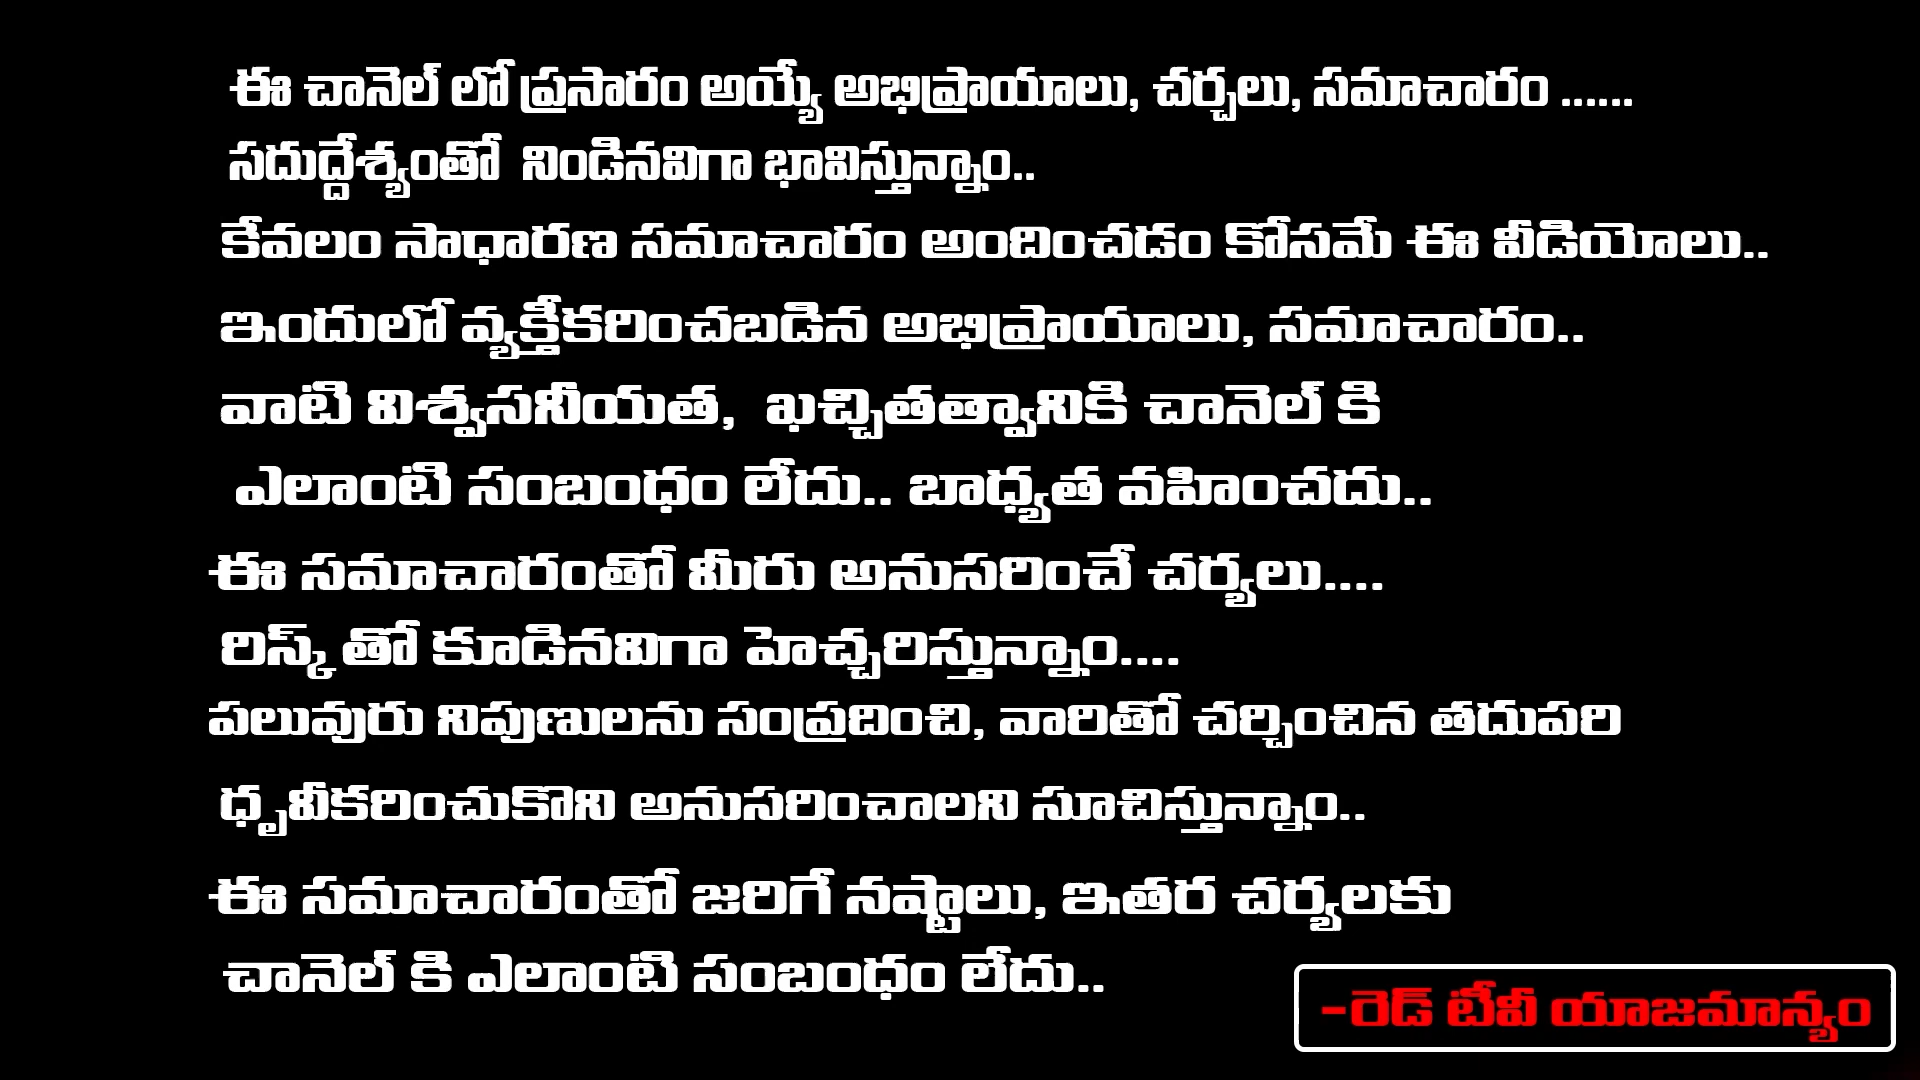 ఈ చానెల్ లో ప్రసారం అయ్యే అభిప్రాయాలు, చర్చలు, సమాచారం ......
సదుద్దేశ్యంతో నిండినవిగా భావిస్తున్నాం..
కేవలం సాధారణ సమాచారం అందించడం కోసమే ఈ వీడియోలు..
ఇందులో వ్యక్తీకరించబడిన అభిప్రాయాలు, సమాచారం..
వాటి విశ్వసనీయత, ఖచ్చితత్వానికి చానెల్ కి
ఎలాంటి సంబంధం లేదు.. బాధ్యత వహించదు..
ఈ సమాచారంతో మీరు అనుసరించే చర్యలు....
రిస్క్ తో కూడినవిగా హెచ్చరిస్తున్నాం....
పలువురు నిపుణులను సంప్రదించి, వారితో చర్చించిన తదుపరి
ధృవీకరించుకొని అనుసరించాలని సూచిస్తున్నాం..
ఈ సమాచారంతో జరిగే నష్టాలు, ఇతర చర్యలకు
చానెల్ కి ఎలాంటి సంబంధం లేదు..
-రెడ్ టీవీ యాజమాన్యం